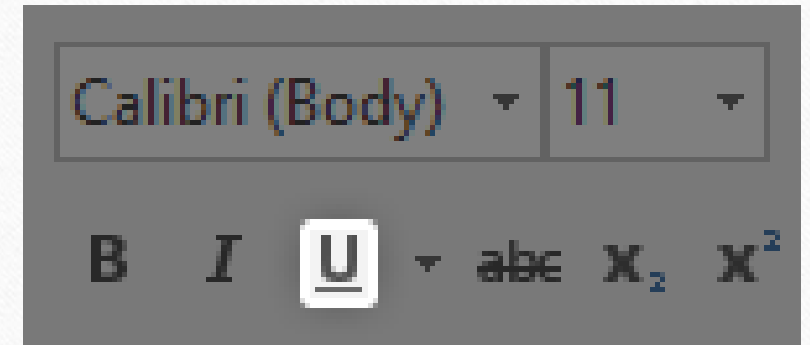 Calibri (Body) 11
B I U abc X₂ X²